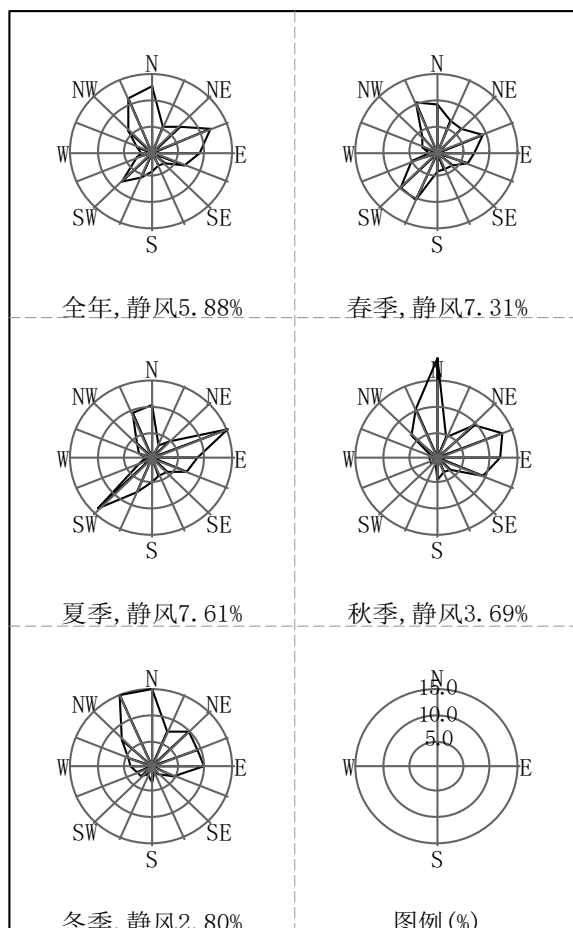 N
NW NE
W E
SW SE
S
全年,静风5.88%
N
NW NE
W E
SW SE
S
春季,静风7.31%
N
NW NE
W E
SW SE
S
夏季,静风7.61%
N
NW NE
W E
SW SE
S
秋季,静风3.69%
N
NW NE
W E
SW SE
S
冬季,静风2.80%
N
15.0
10.0
5.0
W E
S
图例(%)